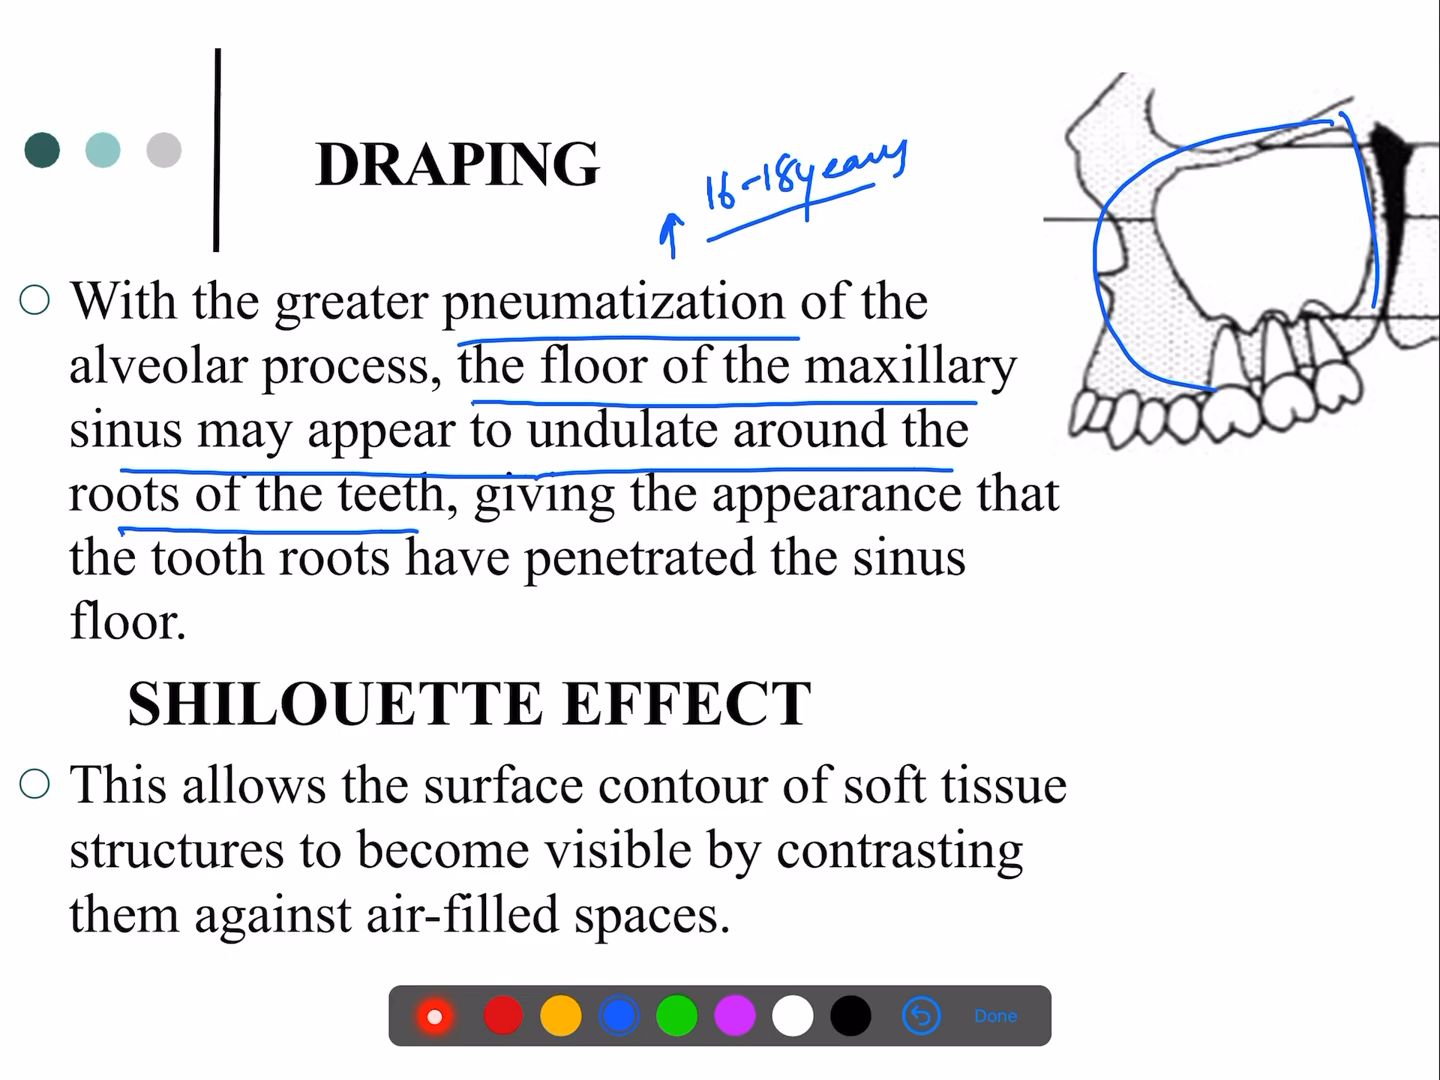 DRAPING
16-18years
With the greater pneumatization of the
alveolar process, the floor of the maxillary
sinus may appear to undulate around the
roots of the teeth, giving the appearance that
the tooth roots have penetrated the sinus
floor.
SHILOUETTE EFFECT
This allows the surface contour of soft tissue
structures to become visible by contrasting
them against air-filled spaces.
Done